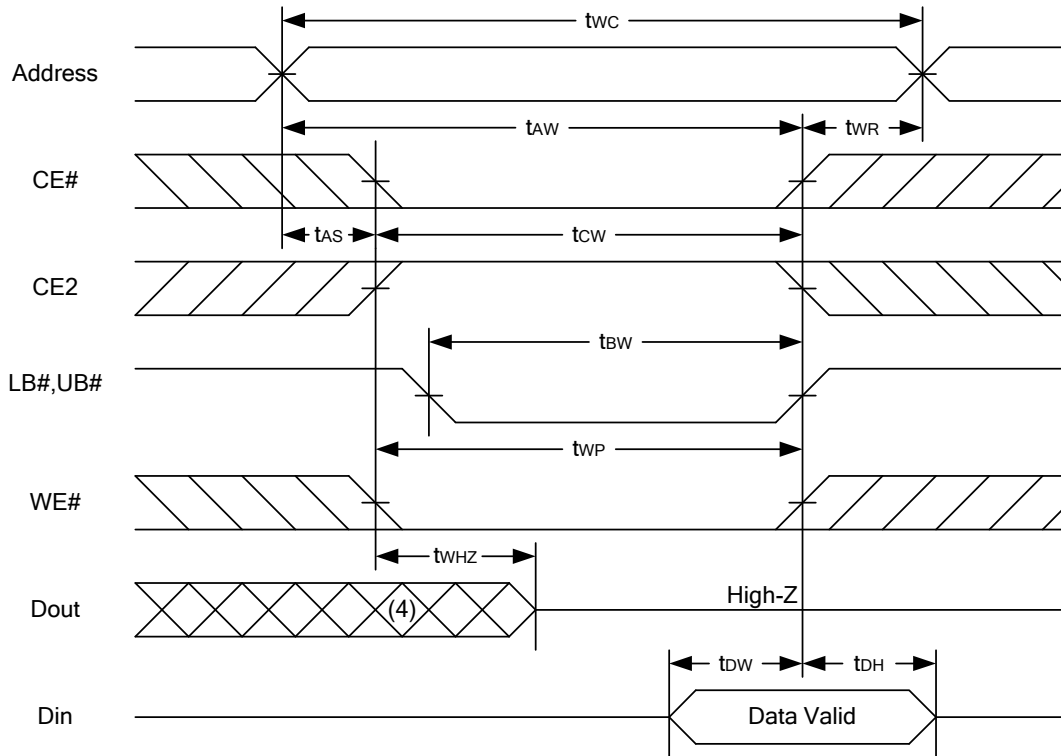 tWC
Address
tAW
tWR
CE#
tAS
tCW
CE2
tBW
LB#,UB#
tWP
WE#
tWHZ
Dout
(4)
High-Z
tDW
tDH
Din
Data Valid